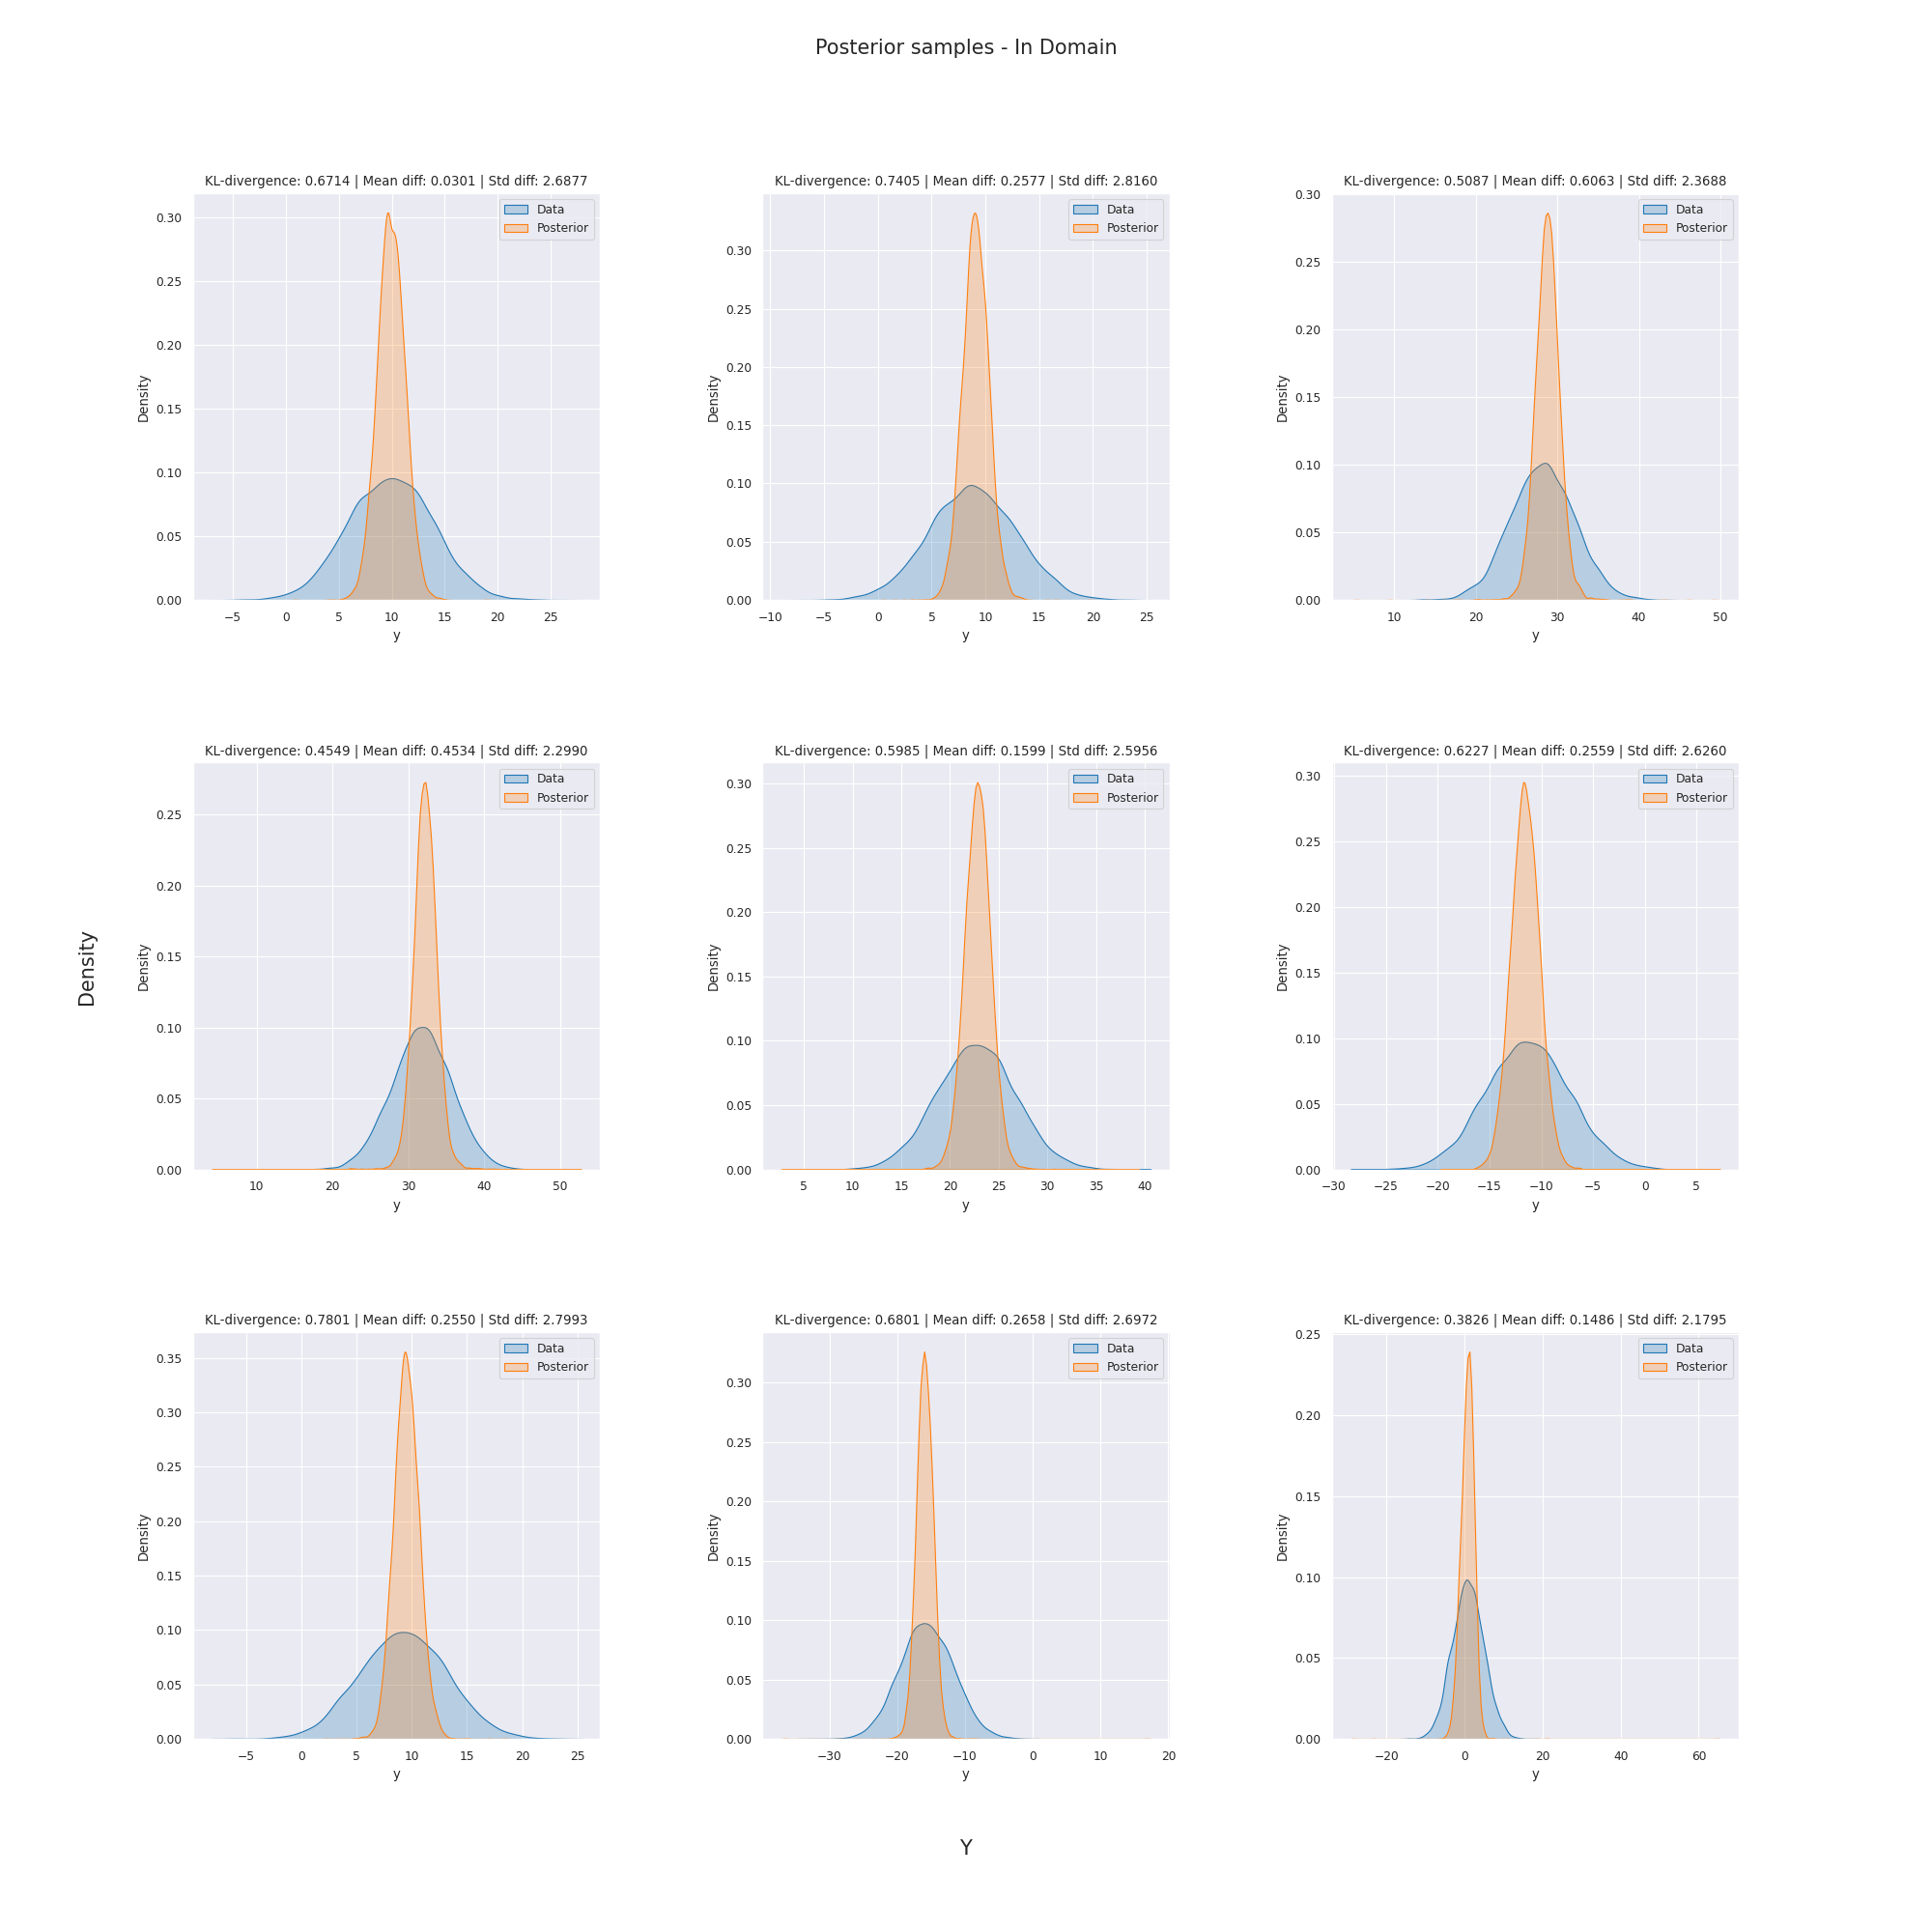 Posterior samples - In Domain
KL-divergence: 0.6714 | Mean diff: 0.0301 | Std diff: 2.6877
Data
Posterior
0.30
0.25
0.20
0.15
0.10
0.05
0.00
Density
−5 0 5 10 15 20 25
y
KL-divergence: 0.7405 | Mean diff: 0.2577 | Std diff: 2.8160
Data
Posterior
0.30
0.25
0.20
0.15
0.10
0.05
0.00
Density
−10 −5 0 5 10 15 20 25
y
KL-divergence: 0.5087 | Mean diff: 0.6063 | Std diff: 2.3688
Data
Posterior
0.30
0.25
0.20
0.15
0.10
0.05
0.00
Density
10 20 30 40 50
y
KL-divergence: 0.4549 | Mean diff: 0.4534 | Std diff: 2.2990
Data
Posterior
0.25
0.20
0.15
0.10
0.05
0.00
Density
10 20 30 40 50
y
KL-divergence: 0.5985 | Mean diff: 0.1599 | Std diff: 2.5956
Data
Posterior
0.30
0.25
0.20
0.15
0.10
0.05
0.00
Density
5 10 15 20 25 30 35 40
y
KL-divergence: 0.6227 | Mean diff: 0.2559 | Std diff: 2.6260
Data
Posterior
0.30
0.25
0.20
0.15
0.10
0.05
0.00
Density
−30 −25 −20 −15 −10 −5 0 5
y
Density
KL-divergence: 0.7801 | Mean diff: 0.2550 | Std diff: 2.7993
Data
Posterior
0.35
0.30
0.25
0.20
0.15
0.10
0.05
0.00
Density
−5 0 5 10 15 20 25
y
KL-divergence: 0.6801 | Mean diff: 0.2658 | Std diff: 2.6972
Data
Posterior
0.30
0.25
0.20
0.15
0.10
0.05
0.00
Density
−30 −20 −10 0 10 20
y
KL-divergence: 0.3826 | Mean diff: 0.1486 | Std diff: 2.1795
Data
Posterior
0.25
0.20
0.15
0.10
0.05
0.00
Density
−20 0 20 40 60
y
Y